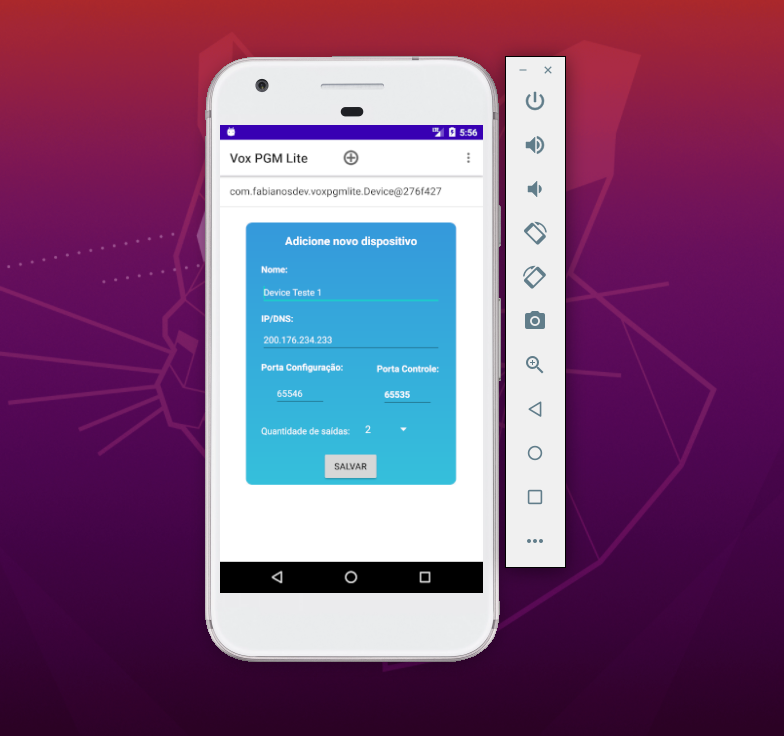 5:56
Vox PGM Lite
com.fabianosdev.voxpgmlite.Device@276f427
Adicione novo dispositivo
Nome:
Device Teste 1
IP/DNS:
200.176.234.233
Porta Configuração: Porta Controle:
65546 65535
Quantidade de saídas: 2
SALVAR